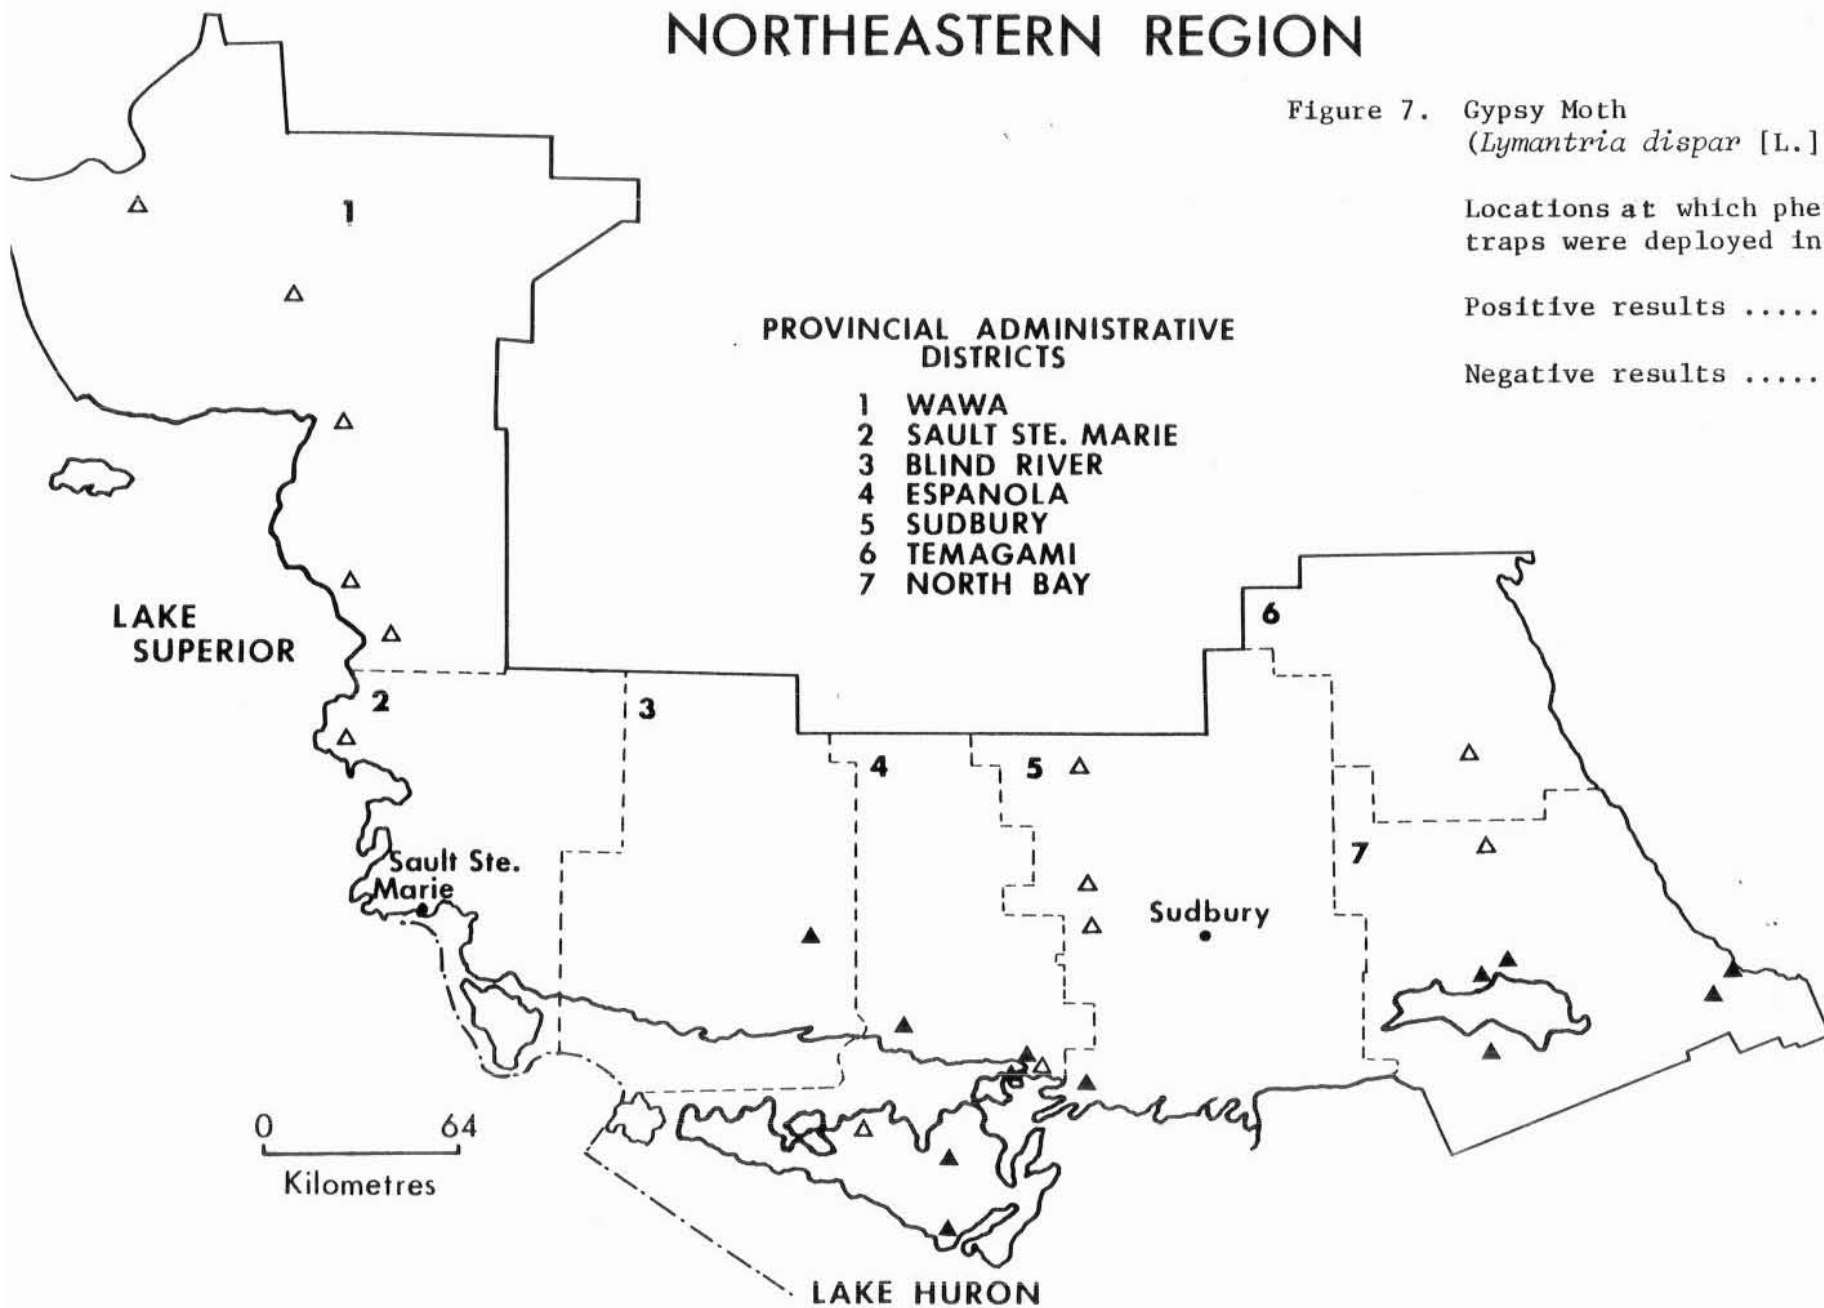 NORTHEASTERN REGION
Figure 7. Gypsy Moth
(Lymantria dispar [L.]
Locations at which phe
traps were deployed in
Positive results .....
Negative results .....
PROVINCIAL ADMINISTRATIVE
DISTRICTS
1 WAWA
2 SAULT STE. MARIE
3 BLIND RIVER
4 ESPANOLA
5 SUDBURY
6 TEMAGAMI
7 NORTH BAY
1
6
LAKE
SUPERIOR
2
3
4
5
7
Sault Ste.
Marie
Sudbury
0 64
Kilometres
LAKE HURON